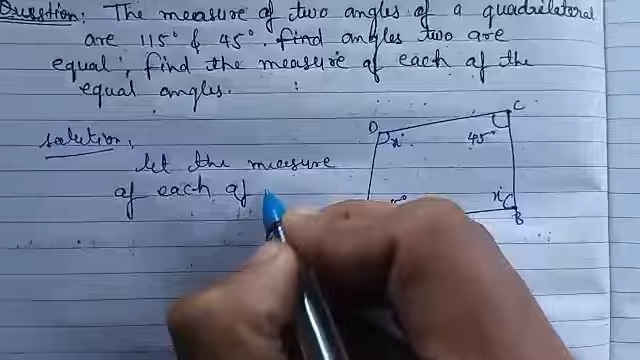 Question: The measure of two angles of a quadrilateral
are 115° & 45°. find angles two are
equal, find the measure of each of the
equal angles.
solution,
let the measure
of each of
D
C
x°
45°
x°
B